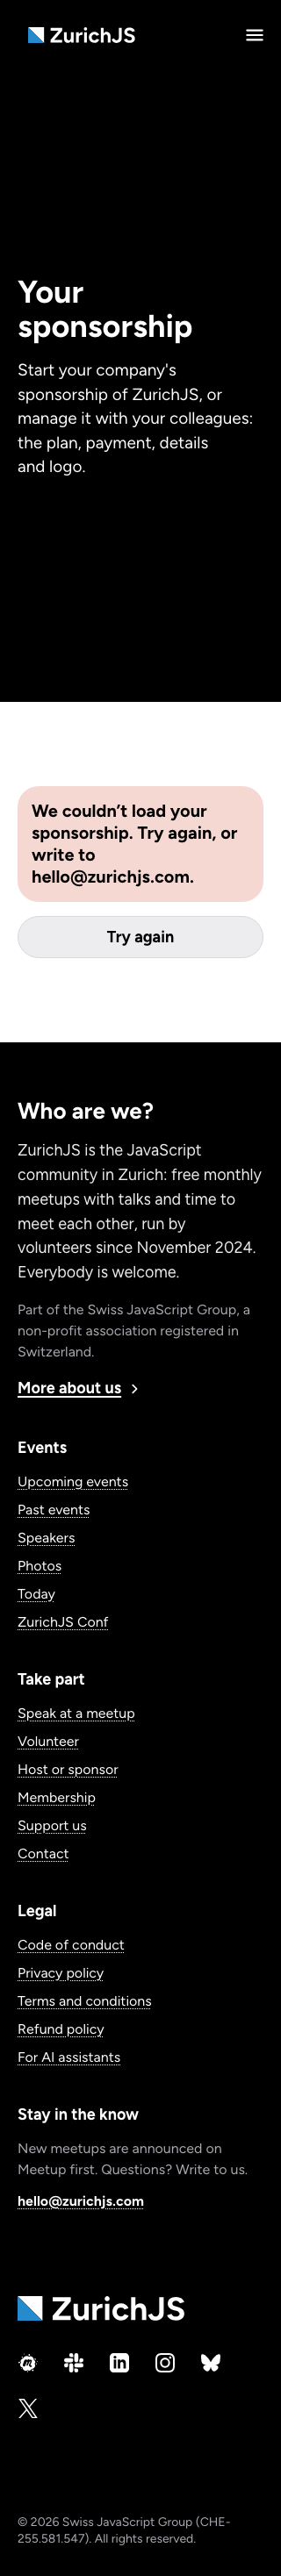 ZurichJS
Your
sponsorship
Start your company's
sponsorship of ZurichJS, or
manage it with your colleagues:
the plan, payment, details
and logo.
We couldn’t load your
sponsorship. Try again, or
write to
hello@zurichjs.com.
Try again
Who are we?
ZurichJS is the JavaScript
community in Zurich: free monthly
meetups with talks and time to
meet each other, run by
volunteers since November 2024.
Everybody is welcome.
Part of the Swiss JavaScript Group, a
non-profit association registered in
Switzerland.
More about us
Events
Upcoming events
Past events
Speakers
Photos
Today
ZurichJS Conf
Take part
Speak at a meetup
Volunteer
Host or sponsor
Membership
Support us
Contact
Legal
Code of conduct
Privacy policy
Terms and conditions
Refund policy
For AI assistants
Stay in the know
New meetups are announced on
Meetup first. Questions? Write to us.
hello@zurichjs.com
ZurichJS
© 2026 Swiss JavaScript Group (CHE-
255.581.547). All rights reserved.